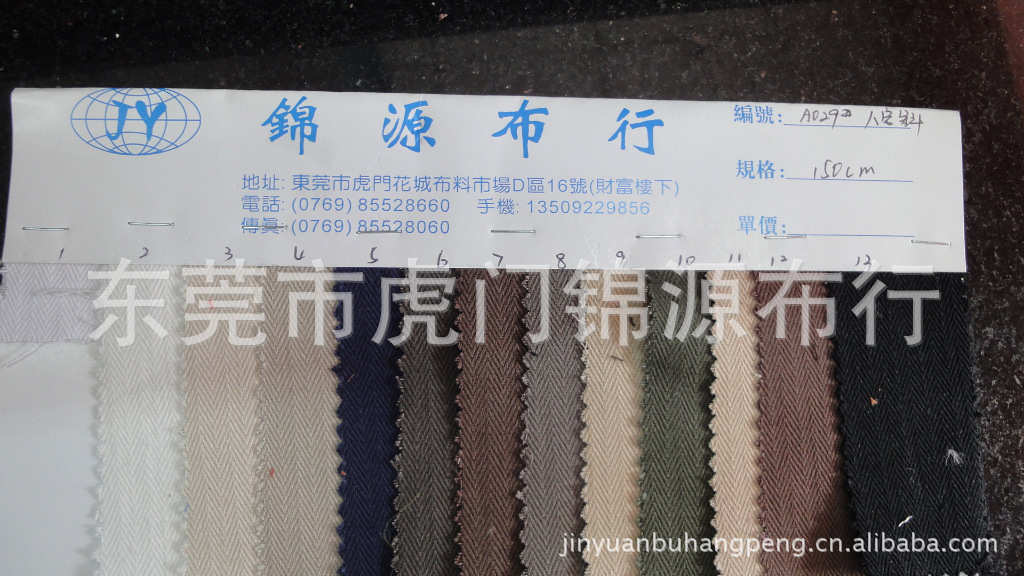 JY
錦源布行
編號: A029# 人字斜
規格: 150cm
單價:
地址: 東莞市虎門花城布料市場D區16號(財富樓下)
電話: (0769) 85528660 手機: 13509229856
傳真: (0769) 85528060
1 2 3 4 5 6 7 8 9 10 11 12 13
东莞市虎门锦源布行
jinyuanbuhangpeng.cn.alibaba.com